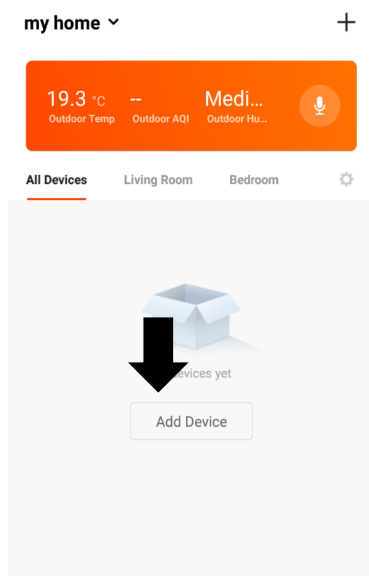 my home
19.3 °C -- Medi...
Outdoor Temp Outdoor AQI Outdoor Hu...
All Devices Living Room Bedroom
evices yet
Add Device